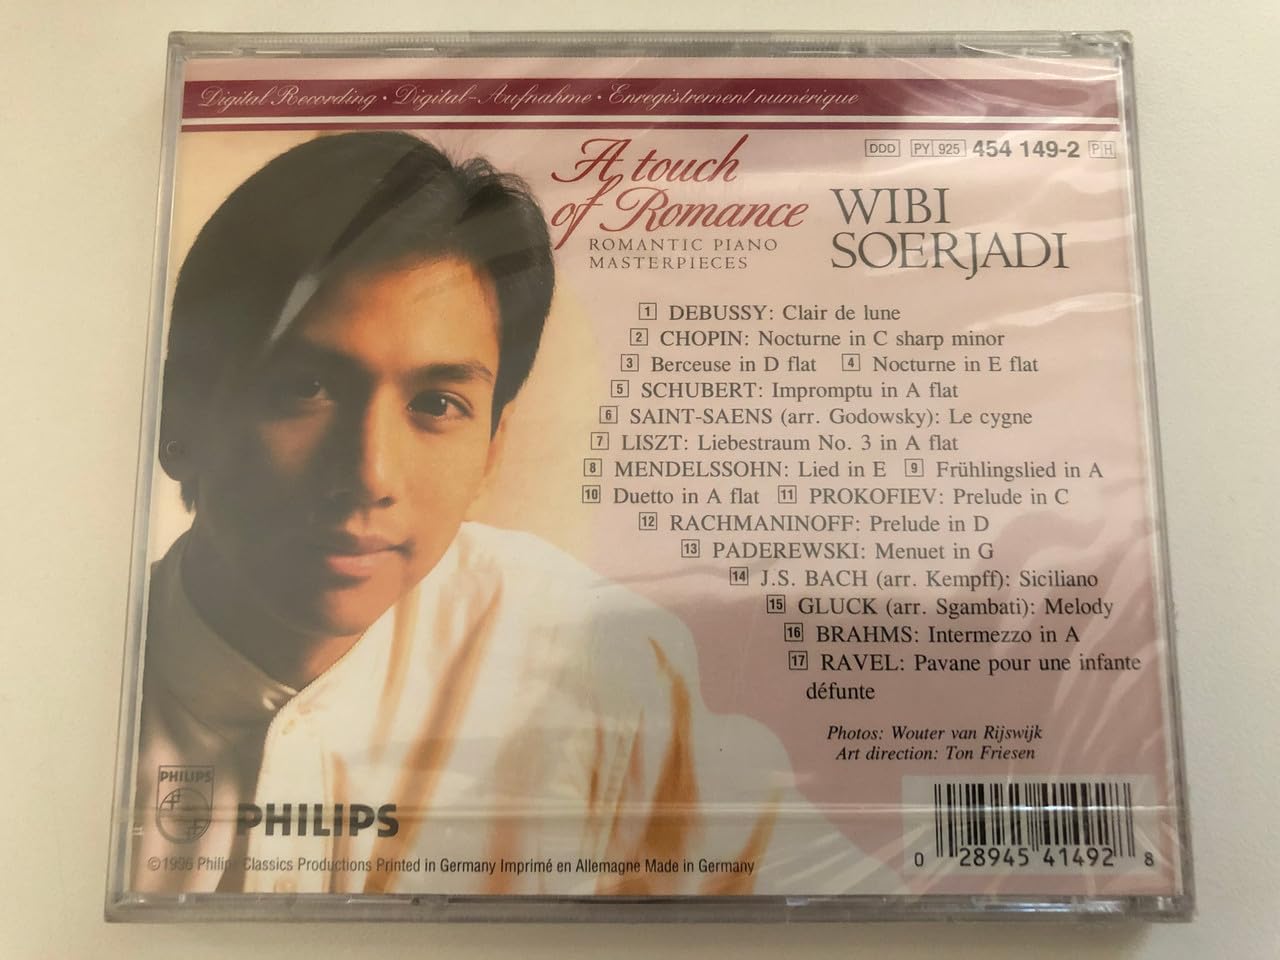 Digital Recording · Digital-Aufnahme · Enregistrement numérique
DDD PY 925 454 149-2 PH
A touch
of Romance
ROMANTIC PIANO
MASTERPIECES
WIBI
SOERJADI
1 DEBUSSY: Clair de lune
2 CHOPIN: Nocturne in C sharp minor
3 Berceuse in D flat 4 Nocturne in E flat
5 SCHUBERT: Impromptu in A flat
6 SAINT-SAENS (arr. Godowsky): Le cygne
7 LISZT: Liebestraum No. 3 in A flat
8 MENDELSSOHN: Lied in E 9 Frühlingslied in A
10 Duetto in A flat 11 PROKOFIEV: Prelude in C
12 RACHMANINOFF: Prelude in D
13 PADEREWSKI: Menuet in G
14 J.S. BACH (arr. Kempff): Siciliano
15 GLUCK (arr. Sgambati): Melody
16 BRAHMS: Intermezzo in A
17 RAVEL: Pavane pour une infante
défunte
Photos: Wouter van Rijswijk
Art direction: Ton Friesen
PHILIPS
PHILIPS
©1996 Philips Classics Productions Printed in Germany Imprimé en Allemagne Made in Germany
0 28945 41492 8